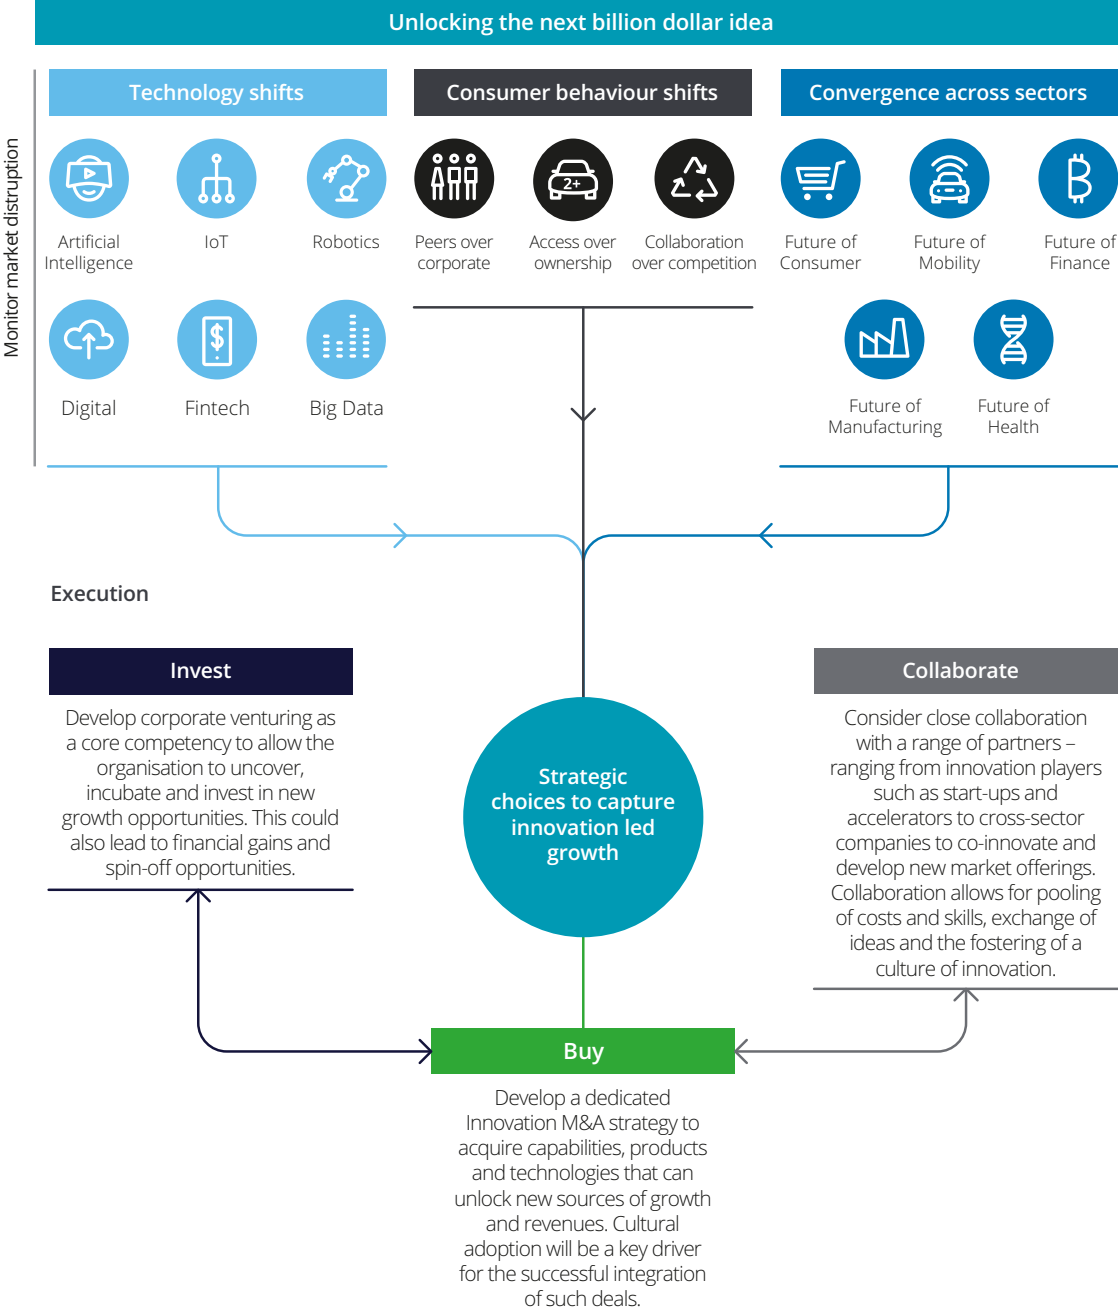 Unlocking the next billion dollar idea
Monitor market distruption
Technology shifts
Artificial
Intelligence
IoT
Robotics
Digital
Fintech
Big Data
Consumer behaviour shifts
Peers over
corporate
2+
Access over
ownership
Collaboration
over competition
Convergence across sectors
Future of
Consumer
Future of
Mobility
Future of
Finance
Future of
Manufacturing
Future of
Health
Execution
Invest
Develop corporate venturing as
a core competency to allow the
organisation to uncover,
incubate and invest in new
growth opportunities. This could
also lead to financial gains and
spin-off opportunities.
Strategic
choices to capture
innovation led
growth
Collaborate
Consider close collaboration
with a range of partners –
ranging from innovation players
such as start-ups and
accelerators to cross-sector
companies to co-innovate and
develop new market offerings.
Collaboration allows for pooling
of costs and skills, exchange of
ideas and the fostering of a
culture of innovation.
Buy
Develop a dedicated
Innovation M&A strategy to
acquire capabilities, products
and technologies that can
unlock new sources of growth
and revenues. Cultural
adoption will be a key driver
for the successful integration
of such deals.